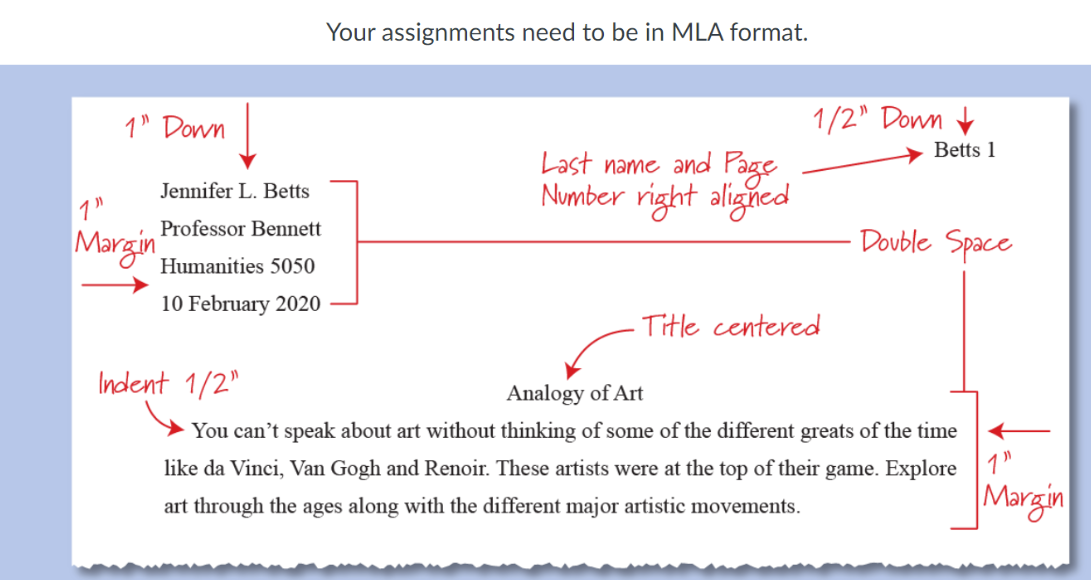 Your assignments need to be in MLA format.
1" Down
1/2" Down
Betts 1
Last name and Page
Number right aligned
Jennifer L. Betts
1"
Margin
Professor Bennett
Humanities 5050
10 February 2020
Double Space
Title centered
Indent 1/2"
Analogy of Art
You can’t speak about art without thinking of some of the different greats of the time
like da Vinci, Van Gogh and Renoir. These artists were at the top of their game. Explore
art through the ages along with the different major artistic movements.
1"
Margin